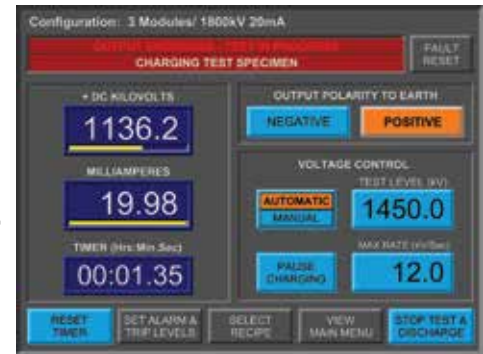 Configuration: 3 Modules/ 1800kV 20mA
OUTPUT ENERGIZED - TEST IN PROGRESS
CHARGING TEST SPECIMEN
FAULT
RESET
+ DC KILOVOLTS
1136.2
MILLIAMPERES
19.98
TIMER (Hrs:Min.Sec)
00:01.35
OUTPUT POLARITY TO EARTH
NEGATIVE
POSITIVE
VOLTAGE CONTROL
TEST LEVEL (kV)
AUTOMATIC
MANUAL
1450.0
MAX RATE (kV/Sec)
PAUSE
CHARGING
12.0
RESET
TIMER
SET ALARM &
TRIP LEVELS
SELECT
RECIPE
VIEW
MAIN MENU
STOP TEST &
DISCHARGE